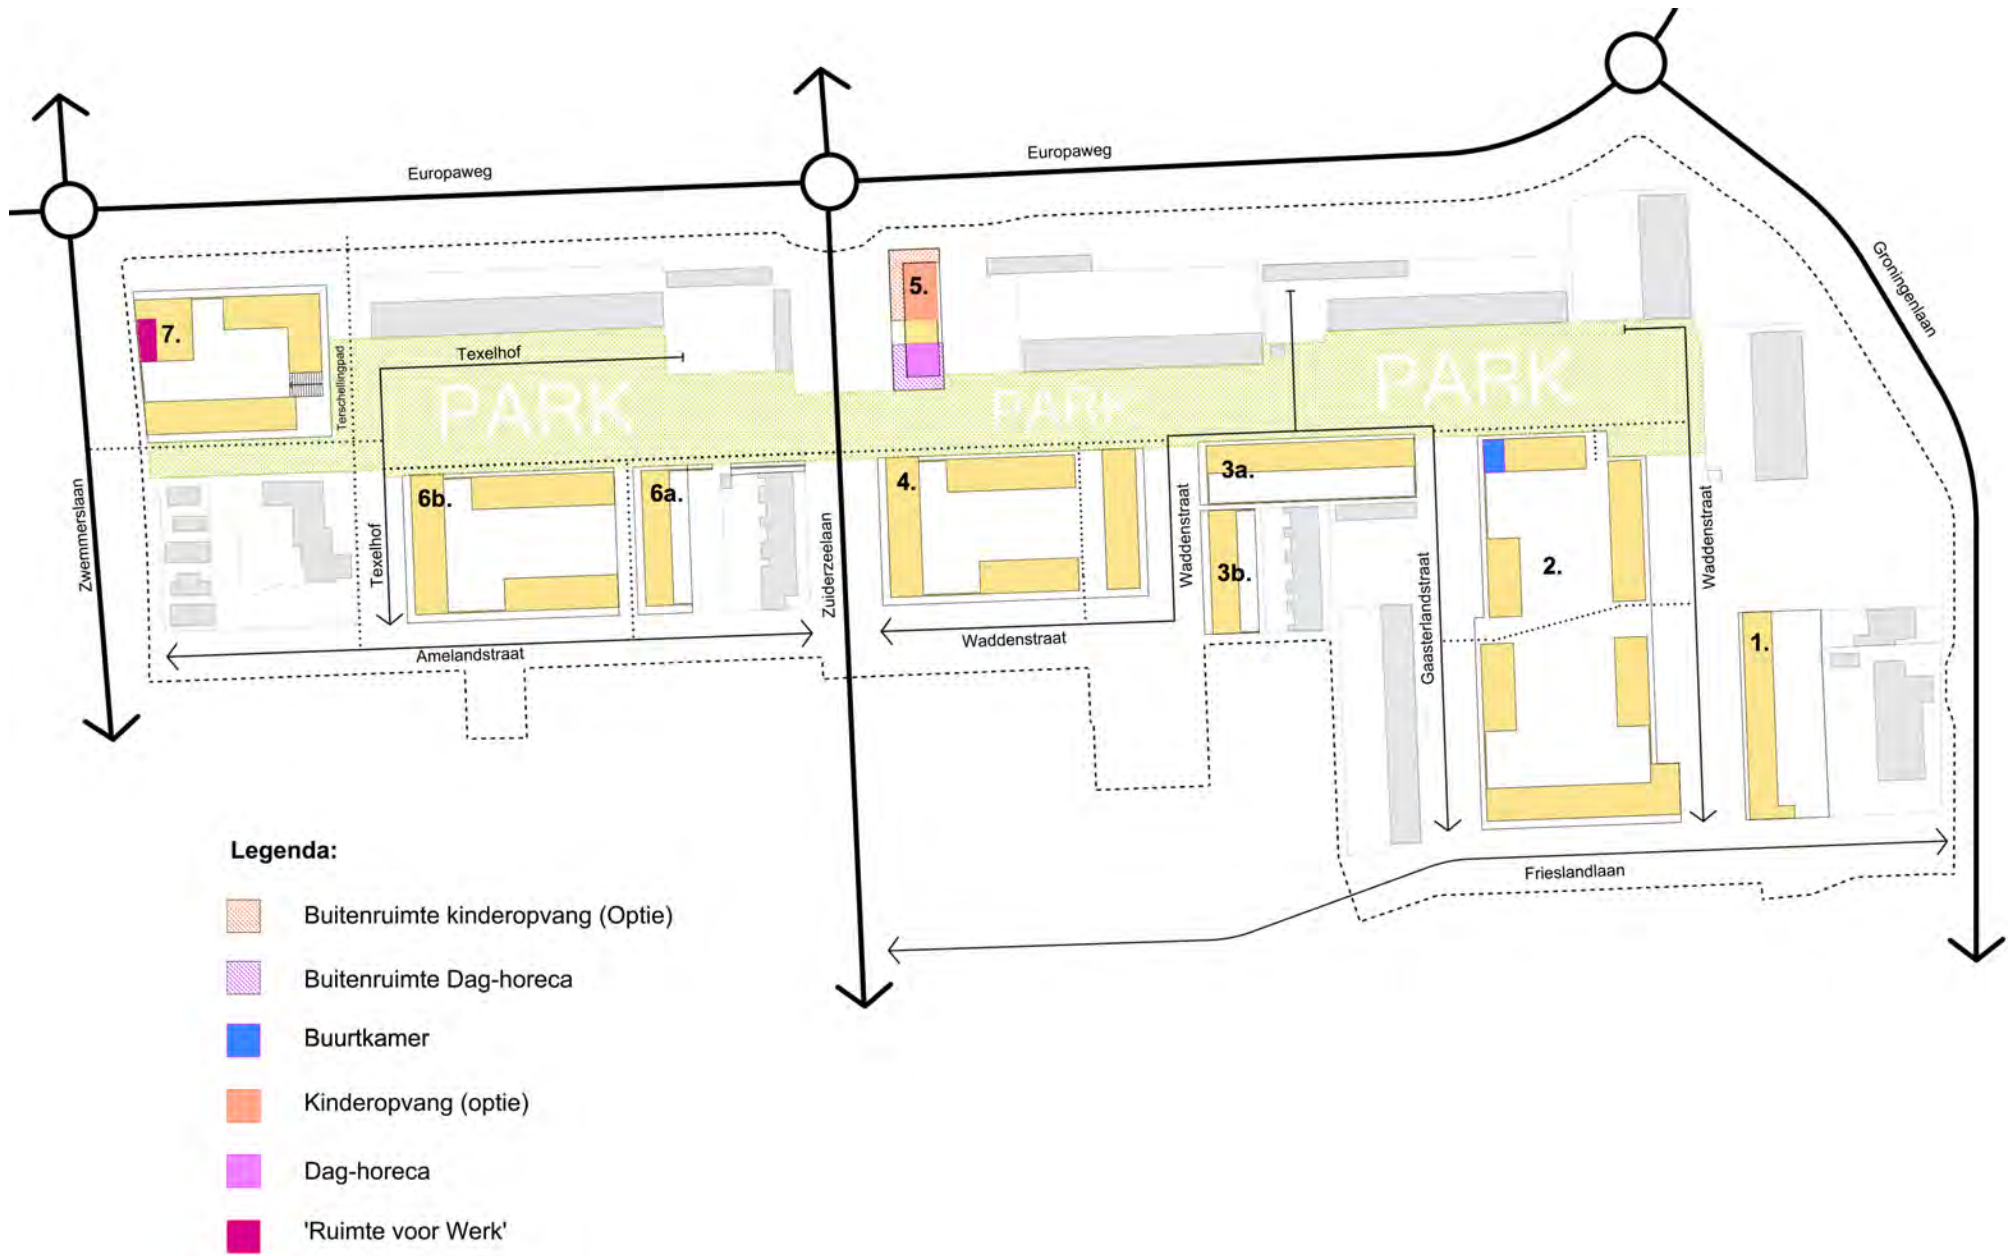 Europaweg
Europaweg
Groningenlaan
5.
7.
Terschellingpad
Texelhof
PARK
PARK
PARK
Zwemmerslaan
Texelhof
6b.
6a.
Zuiderzeelaan
4.
Waddenstraat
3a.
3b.
Gaasterlandstraat
2.
Waddenstraat
1.
Amelandstraat
Waddenstraat
Frieslandlaan
Legenda:
Buitenruimte kinderopvang (Optie)
Buitenruimte Dag-horeca
Buurtkamer
Kinderopvang (optie)
Dag-horeca
'Ruimte voor Werk'